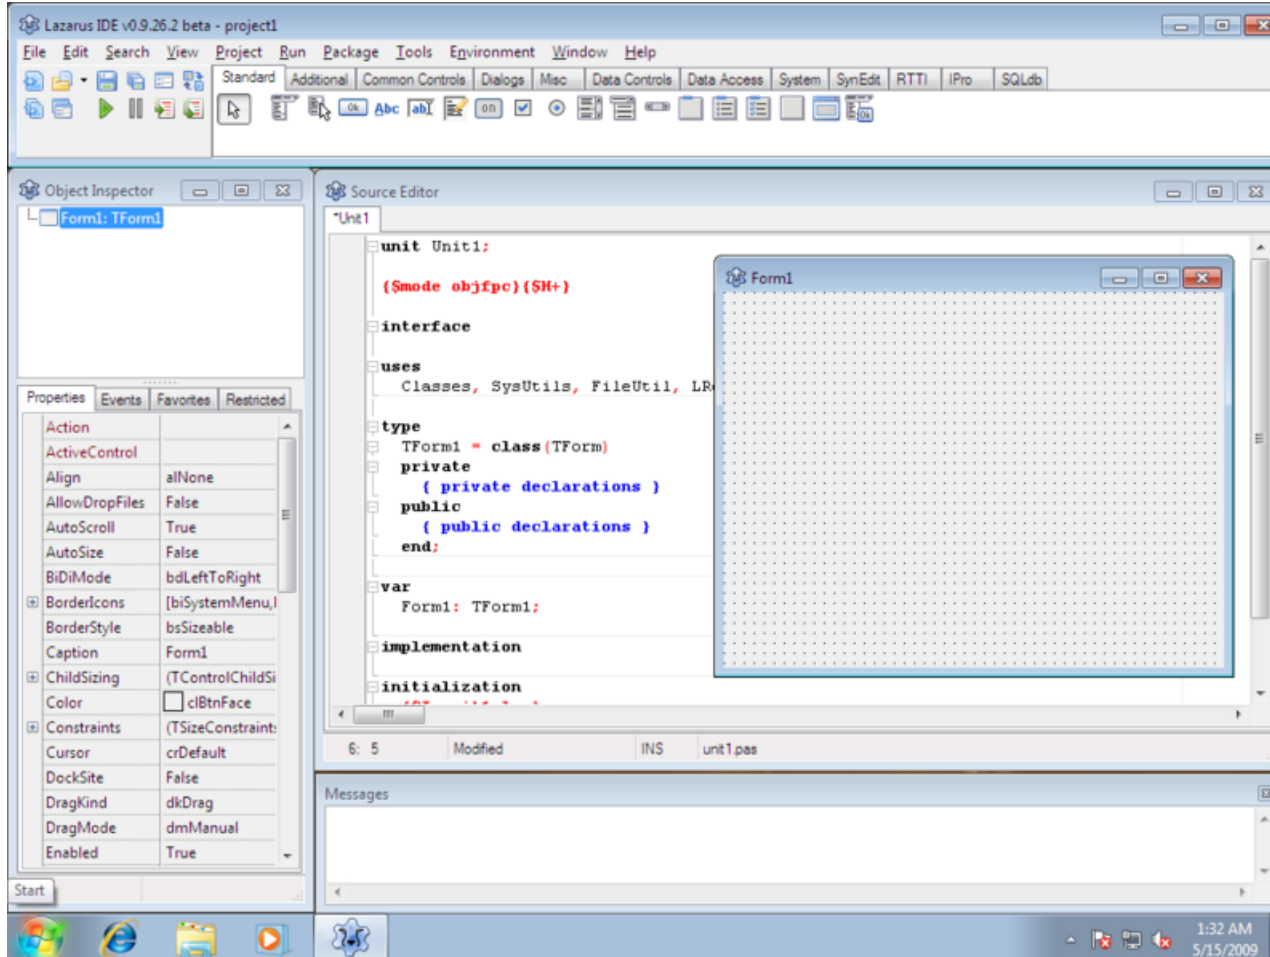 Lazarus IDE v0.9.26.2 beta - project1
File Edit Search View Project Run Package Tools Environment Window Help
Standard Additional Common Controls Dialogs Misc Data Controls Data Access System SynEdit RTTI IPro SQLdb
Ok Abc abI on Ok
Object Inspector
Form1: TForm1
Properties Events Favorites Restricted
Action
ActiveControl
Align alNone
AllowDropFiles False
AutoScroll True
AutoSize False
BiDiMode bdLeftToRight
BorderIcons [biSystemMenu,
BorderStyle bsSizeable
Caption Form1
ChildSizing (TControlChildSi
Color clBtnFace
Constraints (TSizeConstraints
Cursor crDefault
DockSite False
DragKind dkDrag
DragMode dmManual
Enabled True
Source Editor
*Unit1
unit Unit1;
{$mode objfpc}{$H+}
interface
uses
Classes, SysUtils, FileUtil, LR
type
TForm1 = class(TForm)
private
{ private declarations }
public
{ public declarations }
end;
var
Form1: TForm1;
implementation
initialization
6: 5 Modified INS unit1.pas
Form1
Messages
Start
1:32 AM
5/15/2009